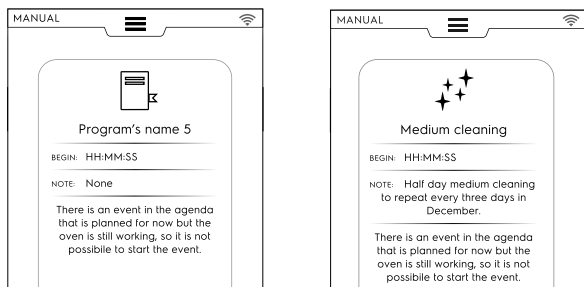 MANUAL
Program's name 5
BEGIN: HH:MM:SS
NOTE: None
There is an event in the agenda
that is planned for now but the
oven is still working, so it is not
possibile to start the event.
MANUAL
Medium cleaning
BEGIN: HH:MM:SS
NOTE: Half day medium cleaning
to repeat every three days in
December.
There is an event in the agenda
that is planned for now but the
oven is still working, so it is not
possibile to start the event.